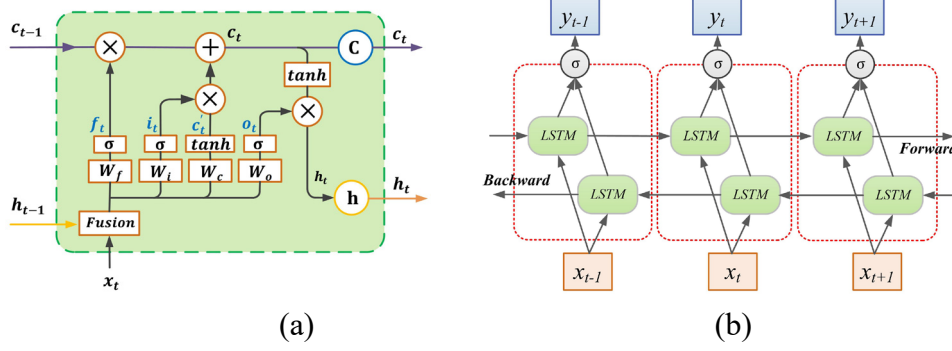 c_{t-1}
c_t
C
c_t
tanh
f_t
i_t
c'_t
o_t
σ
σ
tanh
σ
W_f
W_i
W_c
W_o
h_t
h
h_t
h_{t-1}
Fusion
x_t
(a)
y_{t-1}
y_t
y_{t+1}
σ
σ
σ
LSTM
LSTM
LSTM
Forward
Backward
LSTM
LSTM
LSTM
x_{t-1}
x_t
x_{t+1}
(b)